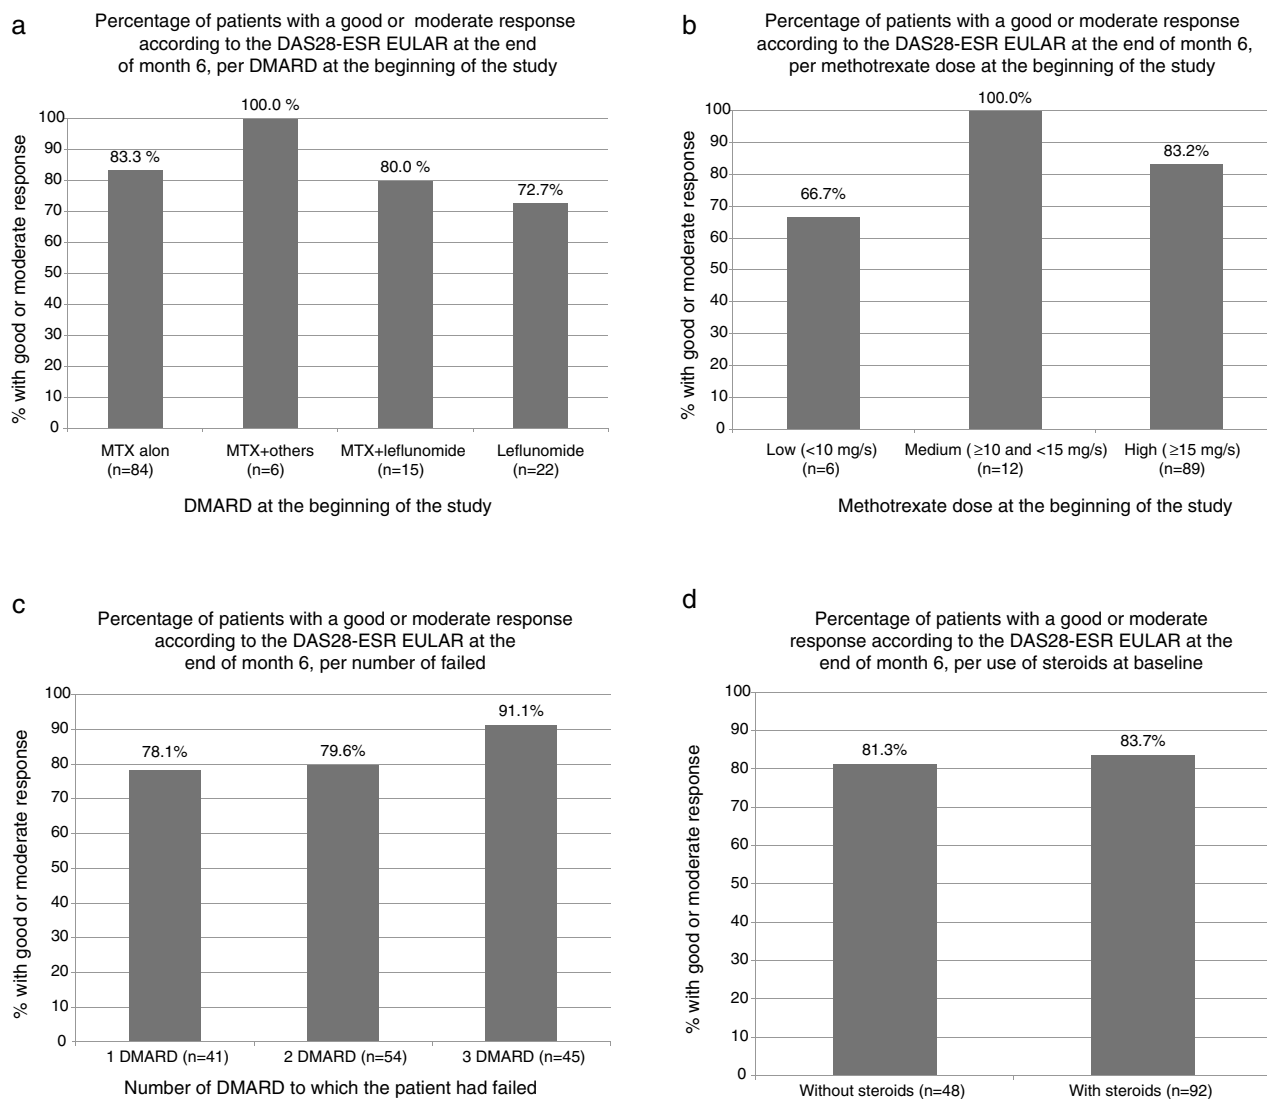 a
Percentage of patients with a good or moderate response
according to the DAS28-ESR EULAR at the end
of month 6, per DMARD at the beginning of the study
% with good or moderate response
100
90
80
70
60
50
40
30
20
10
0
83.3 %
100.0 %
80.0 %
72.7%
MTX alon
(n=84)
MTX+others
(n=6)
MTX+leflunomide
(n=15)
Leflunomide
(n=22)
DMARD at the beginning of the study
b
Percentage of patients with a good or moderate response
according to the DAS28-ESR EULAR at the end of month 6,
per methotrexate dose at the beginning of the study
% with good or moderate response
100
90
80
70
60
50
40
30
20
10
0
66.7%
100.0%
83.2%
Low (<10 mg/s)
(n=6)
Medium (≥10 and <15 mg/s)
(n=12)
High (≥15 mg/s)
(n=89)
Methotrexate dose at the beginning of the study
c
Percentage of patients with a good or moderate response
according to the DAS28-ESR EULAR at the
end of month 6, per number of failed
% with good or moderate response
100
90
80
70
60
50
40
30
20
10
0
78.1%
79.6%
91.1%
1 DMARD (n=41)
2 DMARD (n=54)
3 DMARD (n=45)
Number of DMARD to which the patient had failed
d
Percentage of patients with a good or moderate
response according to the DAS28-ESR EULAR at the
end of month 6, per use of steroids at baseline
% with good or moderate response
100
90
80
70
60
50
40
30
20
10
0
81.3%
83.7%
Without steroids (n=48)
With steroids (n=92)